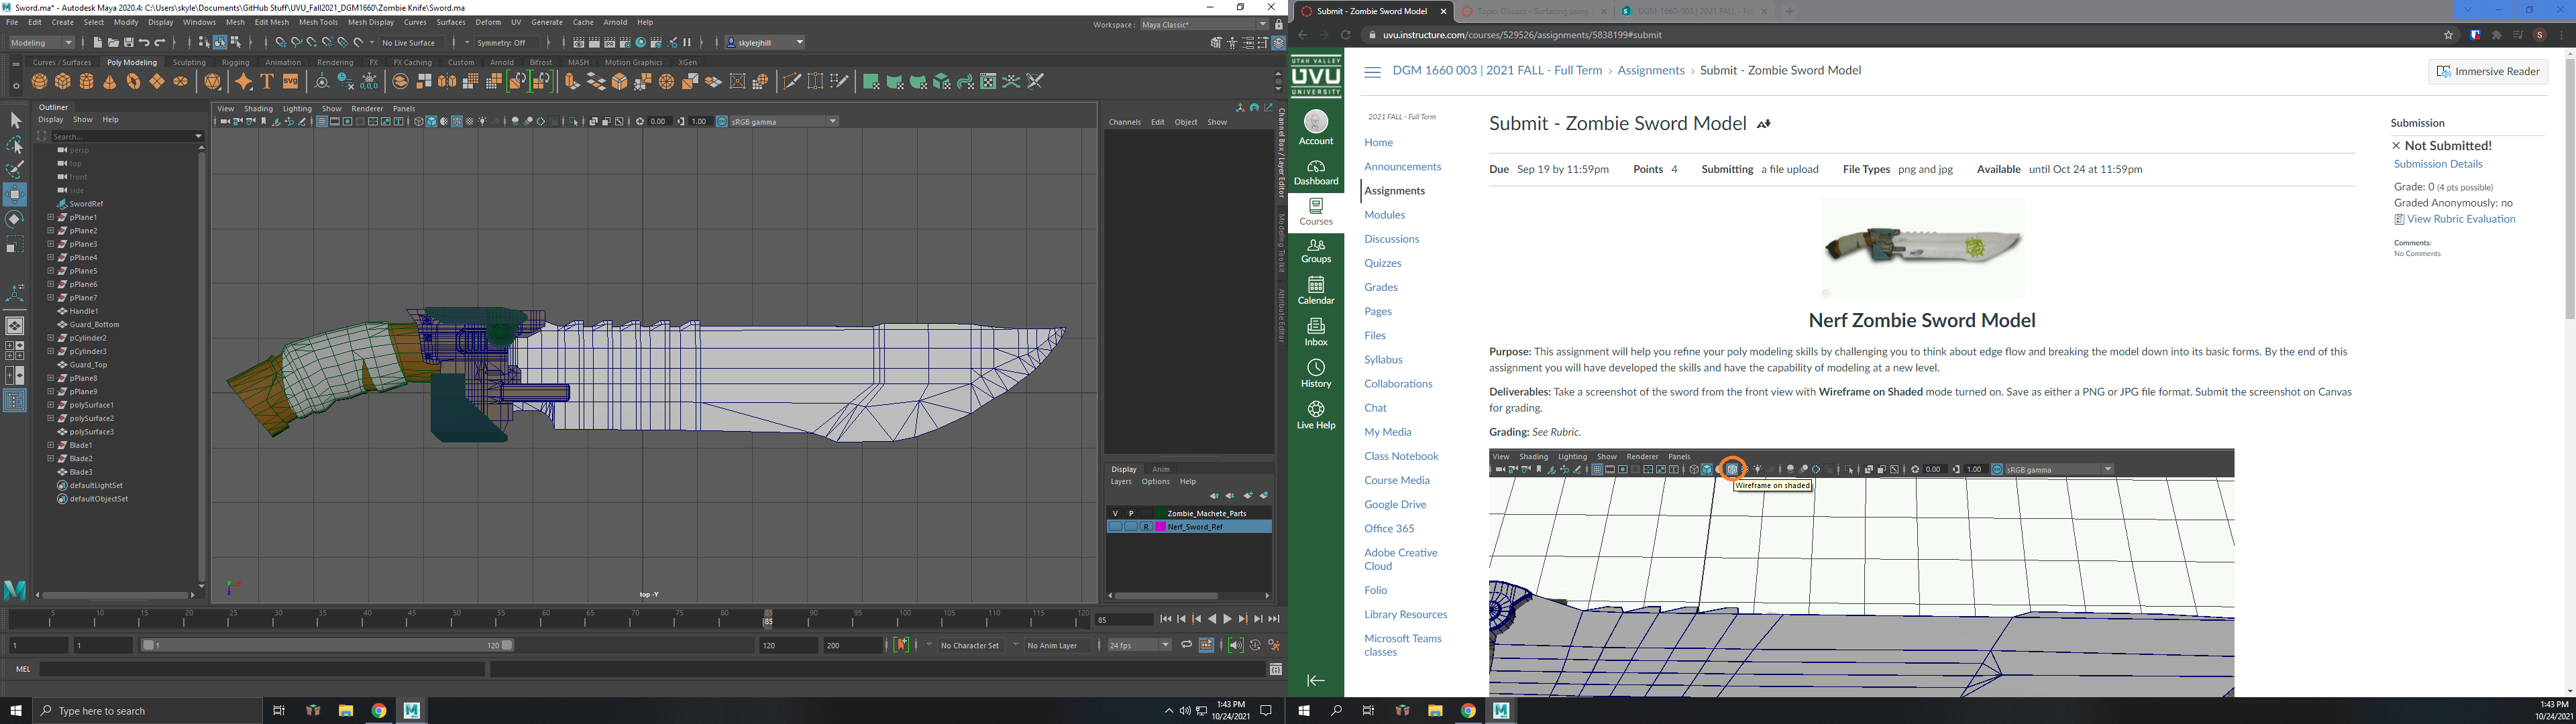 Sword.ma* - Autodesk Maya 2020.4: C:\Users\skyle\Documents\GitHub Stuff\UVU_Fall2021_DGM1660\Zombie Knife\Sword.ma
File Edit Create Select Modify Display Windows Mesh Edit Mesh Mesh Tools Mesh Display Curves Surfaces Deform UV Generate Cache Arnold Help
Workspace : Maya Classic*
Modeling
No Live Surface
Symmetry: Off
skylerjhill
Curves / Surfaces Poly Modeling Sculpting Rigging Animation Rendering FX FX Caching Custom Arnold Bifrost MASH Motion Graphics XGen
Outliner
Display Show Help
Search...
persp
top
front
side
SwordRef
pPlane1
pPlane2
pPlane3
pPlane4
pPlane5
pPlane6
pPlane7
Handle1
Guard_Bottom
pCylinder2
pCylinder3
Guard_Top
pPlane8
pPlane9
polySurface1
polySurface2
polySurface3
Blade1
Blade2
Blade3
defaultLightSet
defaultObjectSet
View Shading Lighting Show Renderer Panels
0.00 1.00 sRGB gamma
top -Y
Channels Edit Object Show
Channel Box / Layer Editor
Modeling Toolkit
Attribute Editor
Display Anim
Layers Options Help
V P Zombie_Machete_Parts
R Nerf_Sword_Ref
5 10 15 20 25 30 35 40 45 50 55 60 65 70 75 80 85 90 95 100 105 110 115 120
85
85
1 1 1 120 120 200
No Character Set
No Anim Layer
24 fps
MEL
Type here to search
1:43 PM
10/24/2021
Submit - Zombie Sword Model
Topic: Discuss - Surfacing using
DGM-1660-003 | 2021 FALL - Ful
uvu.instructure.com/courses/529526/assignments/5838199#submit
S
UTAH VALLEY
UVU
UNIVERSITY
Account
Dashboard
Courses
Groups
Calendar
Inbox
History
Live Help
DGM 1660 003 | 2021 FALL - Full Term › Assignments › Submit - Zombie Sword Model
Immersive Reader
2021 FALL - Full Term
Home
Announcements
Assignments
Modules
Discussions
Quizzes
Grades
Pages
Files
Syllabus
Collaborations
Chat
My Media
Class Notebook
Course Media
Google Drive
Office 365
Adobe Creative
Cloud
Folio
Library Resources
Microsoft Teams
classes
Submit - Zombie Sword Model
Due Sep 19 by 11:59pm Points 4 Submitting a file upload File Types png and jpg Available until Oct 24 at 11:59pm
Nerf Zombie Sword Model
Purpose: This assignment will help you refine your poly modeling skills by challenging you to think about edge flow and breaking the model down into its basic forms. By the end of this
assignment you will have developed the skills and have the capability of modeling at a new level.
Deliverables: Take a screenshot of the sword from the front view with Wireframe on Shaded mode turned on. Save as either a PNG or JPG file format. Submit the screenshot on Canvas
for grading.
Grading: See Rubric.
View Shading Lighting Show Renderer Panels
0.00 1.00 sRGB gamma
Wireframe on shaded
Submission
Not Submitted!
Submission Details
Grade: 0 (4 pts possible)
Graded Anonymously: no
View Rubric Evaluation
Comments:
No Comments
1:43 PM
10/24/2021